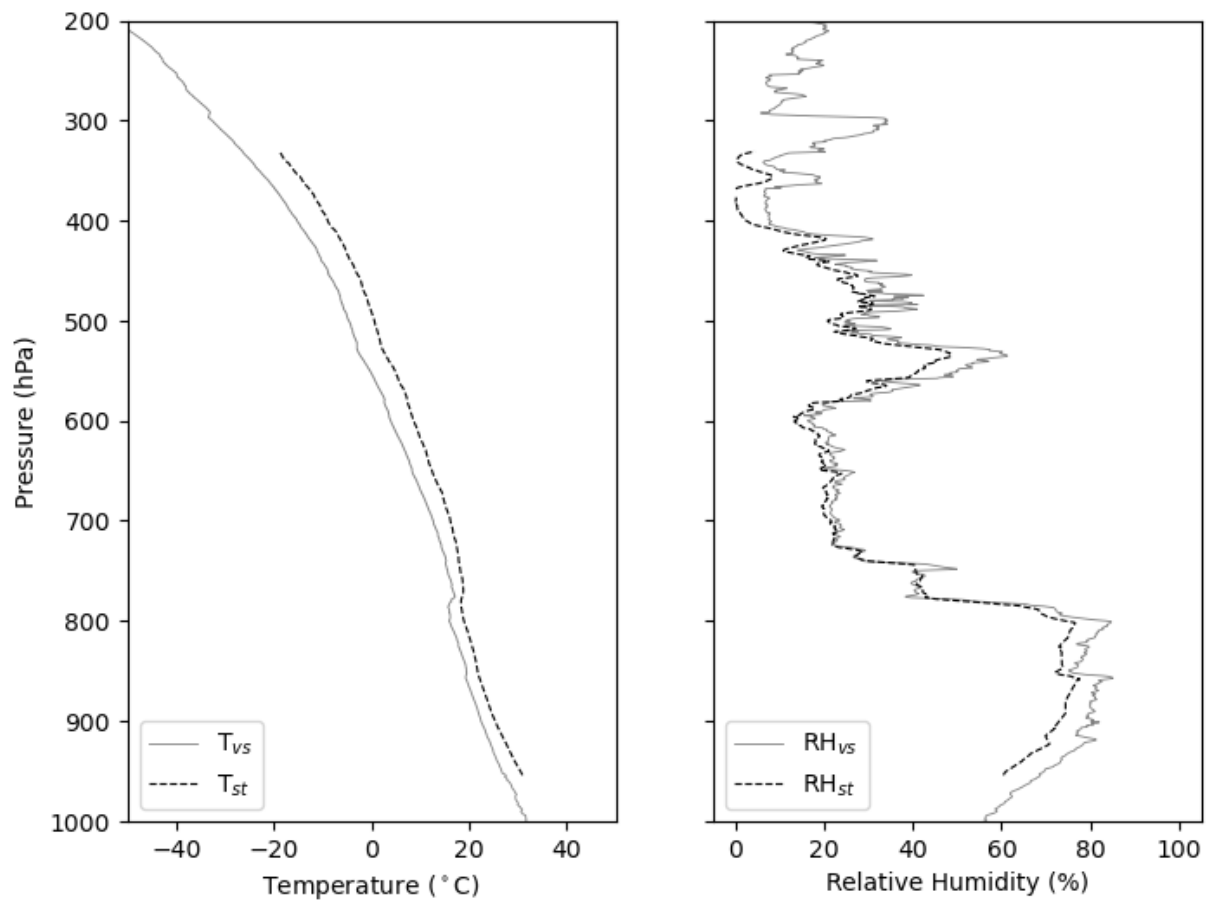 200
300
400
500
600
700
800
900
1000
Pressure (hPa)
T_vs
T_st
−40 −20 0 20 40
Temperature (°C)
RH_vs
RH_st
0 20 40 60 80 100
Relative Humidity (%)